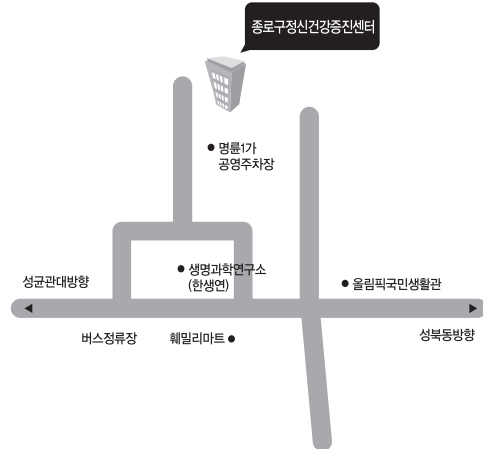 종로구정신건강증진센터
명륜1가
공영주차장
생명과학연구소
(한생연)
성균관대방향
올림픽국민생활관
버스정류장
훼밀리마트
성북동방향